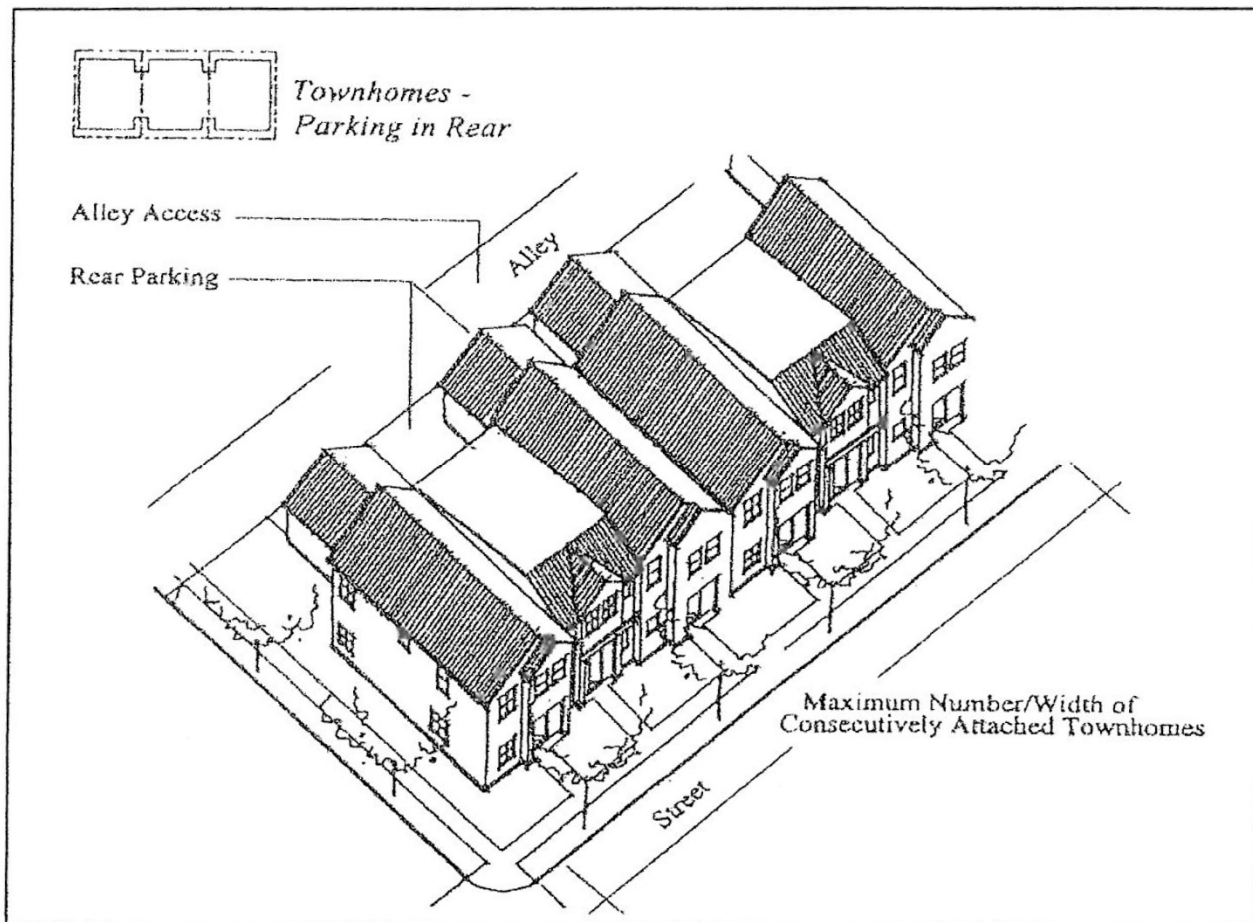 Townhomes -
Parking in Rear
Alley Access
Alley
Rear Parking
Maximum Number/Width of
Consecutively Attached Townhomes
Street